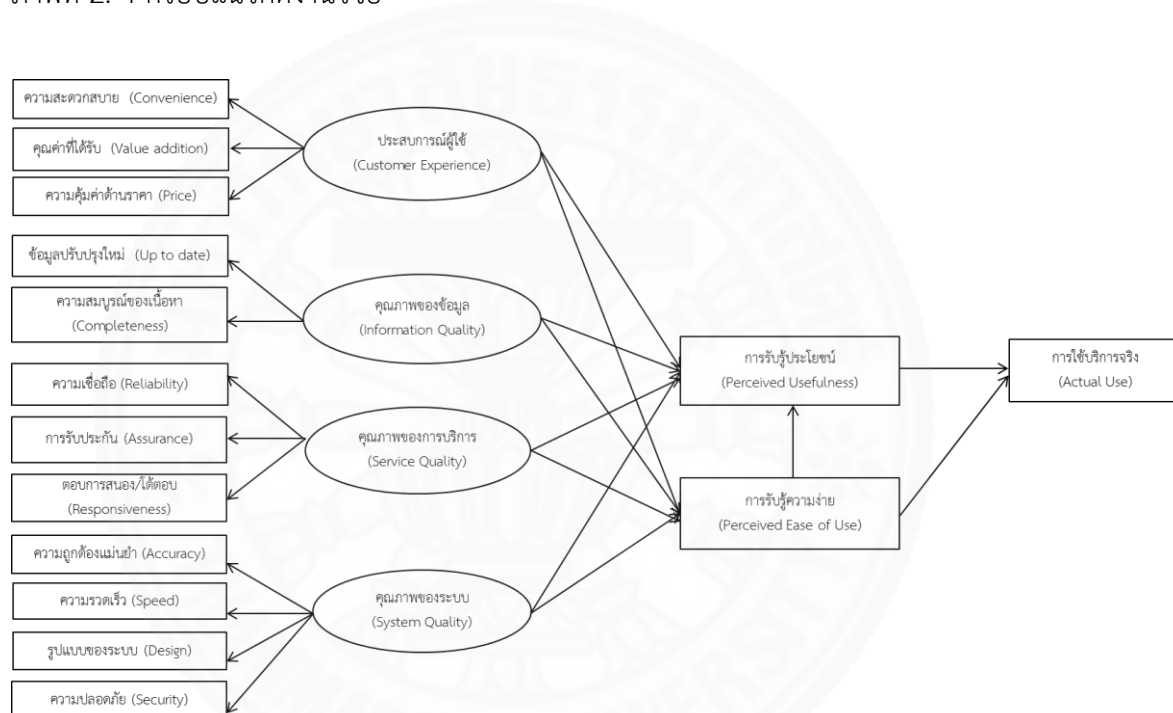 ความสะดวกสบาย (Convenience)
คุณค่าที่ได้รับ (Value addition)
ความคุ้มค่าด้านราคา (Price)
ประสบการณ์ผู้ใช้
(Customer Experience)
ข้อมูลปรับปรุงใหม่ (Up to date)
ความสมบูรณ์ของเนื้อหา
(Completeness)
คุณภาพของข้อมูล
(Information Quality)
ความเชื่อถือ (Reliability)
การรับประกัน (Assurance)
ตอบการสนอง/โต้ตอบ
(Responsiveness)
คุณภาพของการบริการ
(Service Quality)
ความถูกต้องแม่นยำ (Accuracy)
ความรวดเร็ว (Speed)
รูปแบบของระบบ (Design)
ความปลอดภัย (Security)
คุณภาพของระบบ
(System Quality)
การรับรู้ประโยชน์
(Perceived Usefulness)
การรับรู้ความง่าย
(Perceived Ease of Use)
การใช้บริการจริง
(Actual Use)